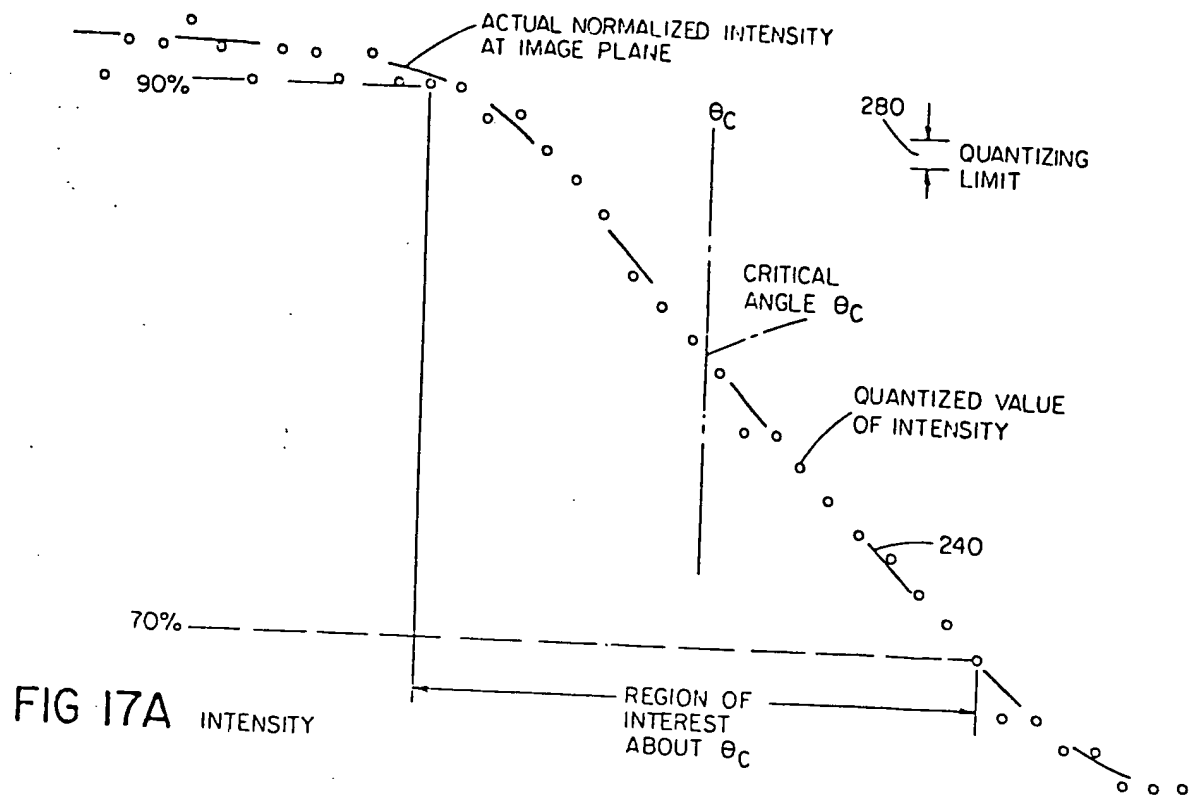 ACTUAL NORMALIZED INTENSITY
AT IMAGE PLANE
90%
θC
280
QUANTIZING
LIMIT
CRITICAL
ANGLE θC
QUANTIZED VALUE
OF INTENSITY
240
70%
REGION OF
INTEREST
ABOUT θC
FIG 17A INTENSITY